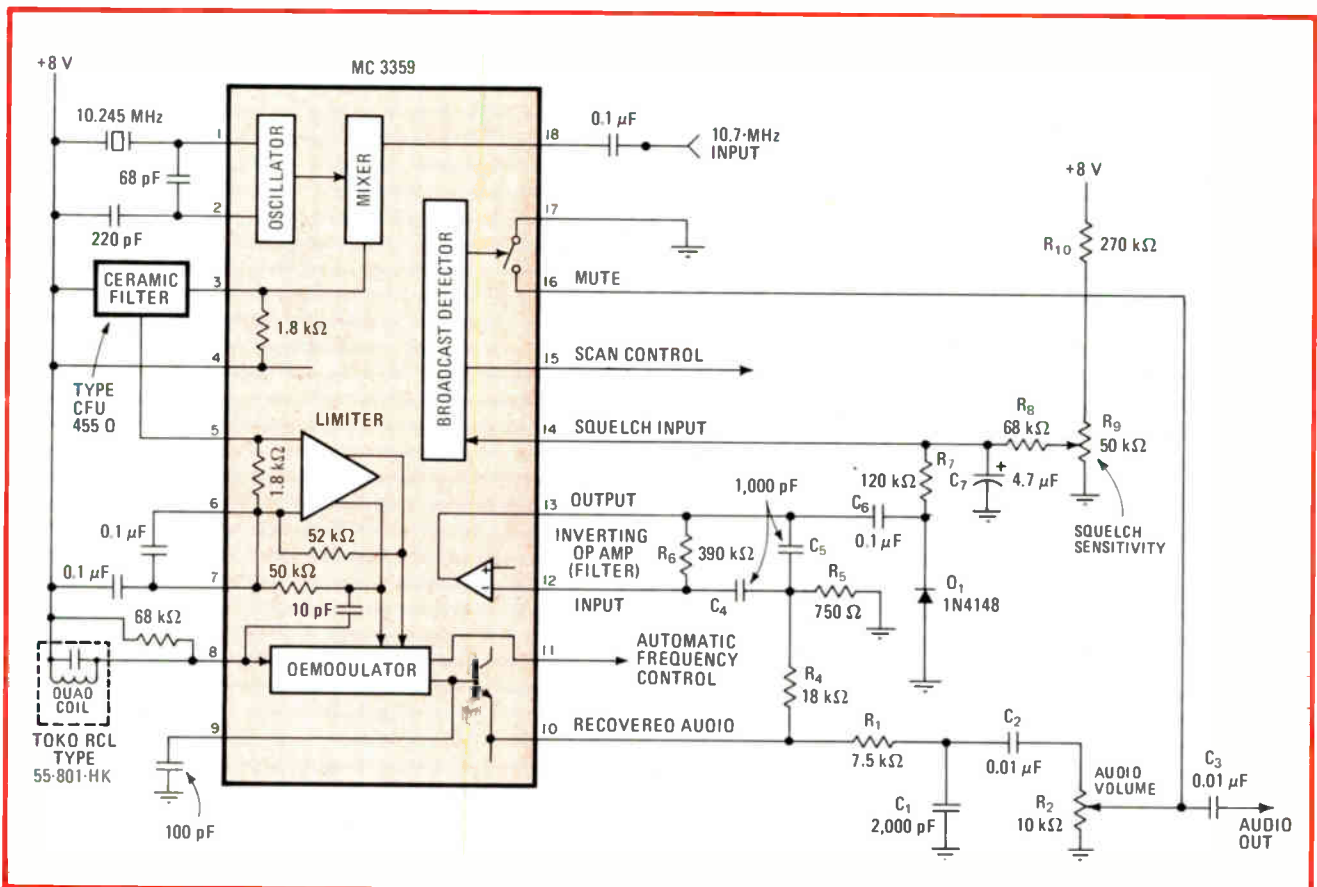 +8 V
MC 3359
10.245 MHz
1
68 pF
2
220 pF
OSCILLATOR
MIXER
18
0.1 µF
10.7-MHz
INPUT
17
16
MUTE
+8 V
R10
270 kΩ
CERAMIC
FILTER
3
1.8 kΩ
4
TYPE
CFU
455 D
BROADCAST DETECTOR
15
SCAN CONTROL
14
SQUELCH INPUT
R8
68 kΩ
R9
50 kΩ
SQUELCH
SENSITIVITY
LIMITER
5
1.8 kΩ
6
0.1 µF
52 kΩ
0.1 µF
7
50 kΩ
10 pF
68 kΩ
R7
120 kΩ
C7
+
4.7 µF
1,000 pF
13
OUTPUT
C6
0.1 µF
INVERTING
OP AMP
(FILTER)
R6
390 kΩ
C5
+
−
12
INPUT
C4
R5
750 Ω
D1
1N4148
8
DEMODULATOR
11
AUTOMATIC
FREQUENCY
CONTROL
QUAD
COIL
TOKO RCL
TYPE
55-801-HK
9
100 pF
R4
18 kΩ
10
RECOVERED AUDIO
R1
7.5 kΩ
C2
0.01 µF
C1
2,000 pF
AUDIO
VOLUME
R2
10 kΩ
C3
0.01 µF
AUDIO
OUT